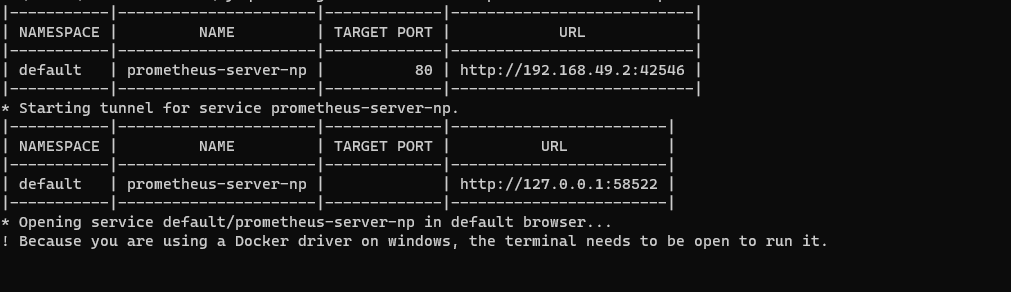 |-----------|----------------------|-------------|---------------------------|
| NAMESPACE |         NAME         | TARGET PORT |            URL            |
|-----------|----------------------|-------------|---------------------------|
| default   | prometheus-server-np |          80 | http://192.168.49.2:42546 |
|-----------|----------------------|-------------|---------------------------|
* Starting tunnel for service prometheus-server-np.
|-----------|----------------------|-------------|------------------------|
| NAMESPACE |         NAME         | TARGET PORT |          URL           |
|-----------|----------------------|-------------|------------------------|
| default   | prometheus-server-np |             | http://127.0.0.1:58522 |
|-----------|----------------------|-------------|------------------------|
* Opening service default/prometheus-server-np in default browser...
! Because you are using a Docker driver on windows, the terminal needs to be open to run it.